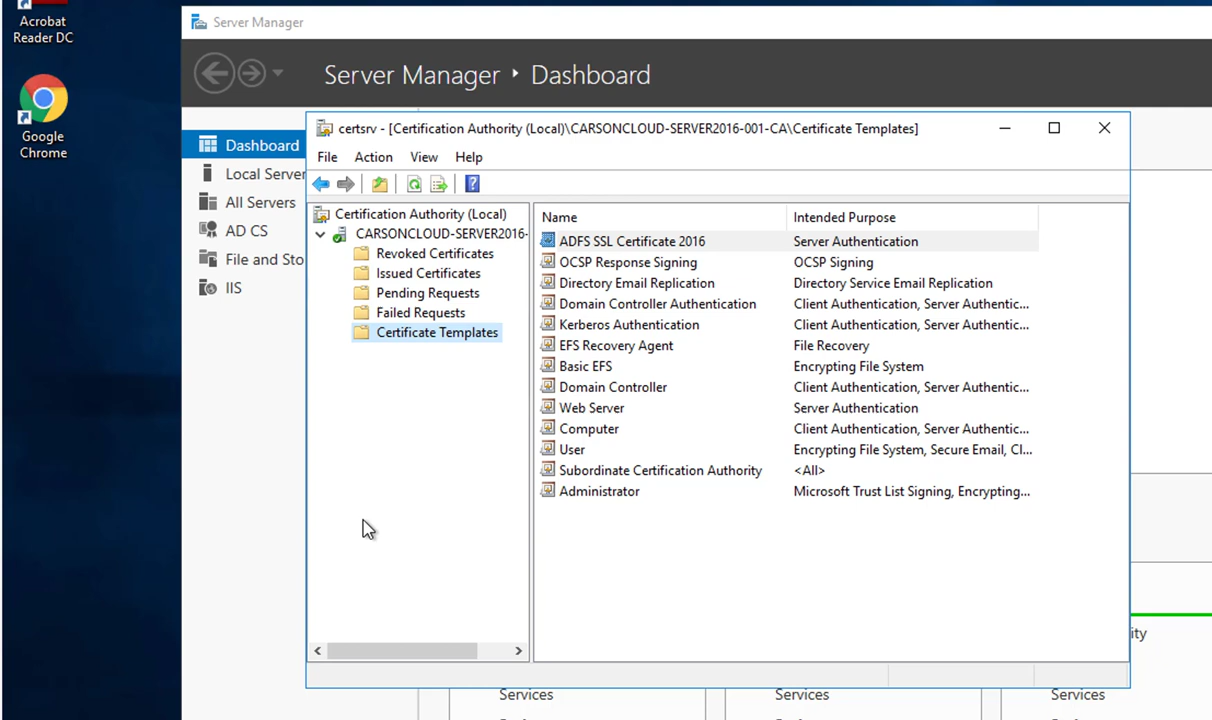 Acrobat
Reader DC
Google
Chrome
Server Manager
Server Manager ‣ Dashboard
Dashboard
Local Server
All Servers
AD CS
File and Sto
IIS
certsrv - [Certification Authority (Local)\CARSONCLOUD-SERVER2016-001-CA\Certificate Templates]
File Action View Help
Certification Authority (Local)
CARSONCLOUD-SERVER2016-
Revoked Certificates
Issued Certificates
Pending Requests
Failed Requests
Certificate Templates
Name Intended Purpose
ADFS SSL Certificate 2016 Server Authentication
OCSP Response Signing OCSP Signing
Directory Email Replication Directory Service Email Replication
Domain Controller Authentication Client Authentication, Server Authentic...
Kerberos Authentication Client Authentication, Server Authentic...
EFS Recovery Agent File Recovery
Basic EFS Encrypting File System
Domain Controller Client Authentication, Server Authentic...
Web Server Server Authentication
Computer Client Authentication, Server Authentic...
User Encrypting File System, Secure Email, Cl...
Subordinate Certification Authority <All>
Administrator Microsoft Trust List Signing, Encrypting...
ity
Services Services Services